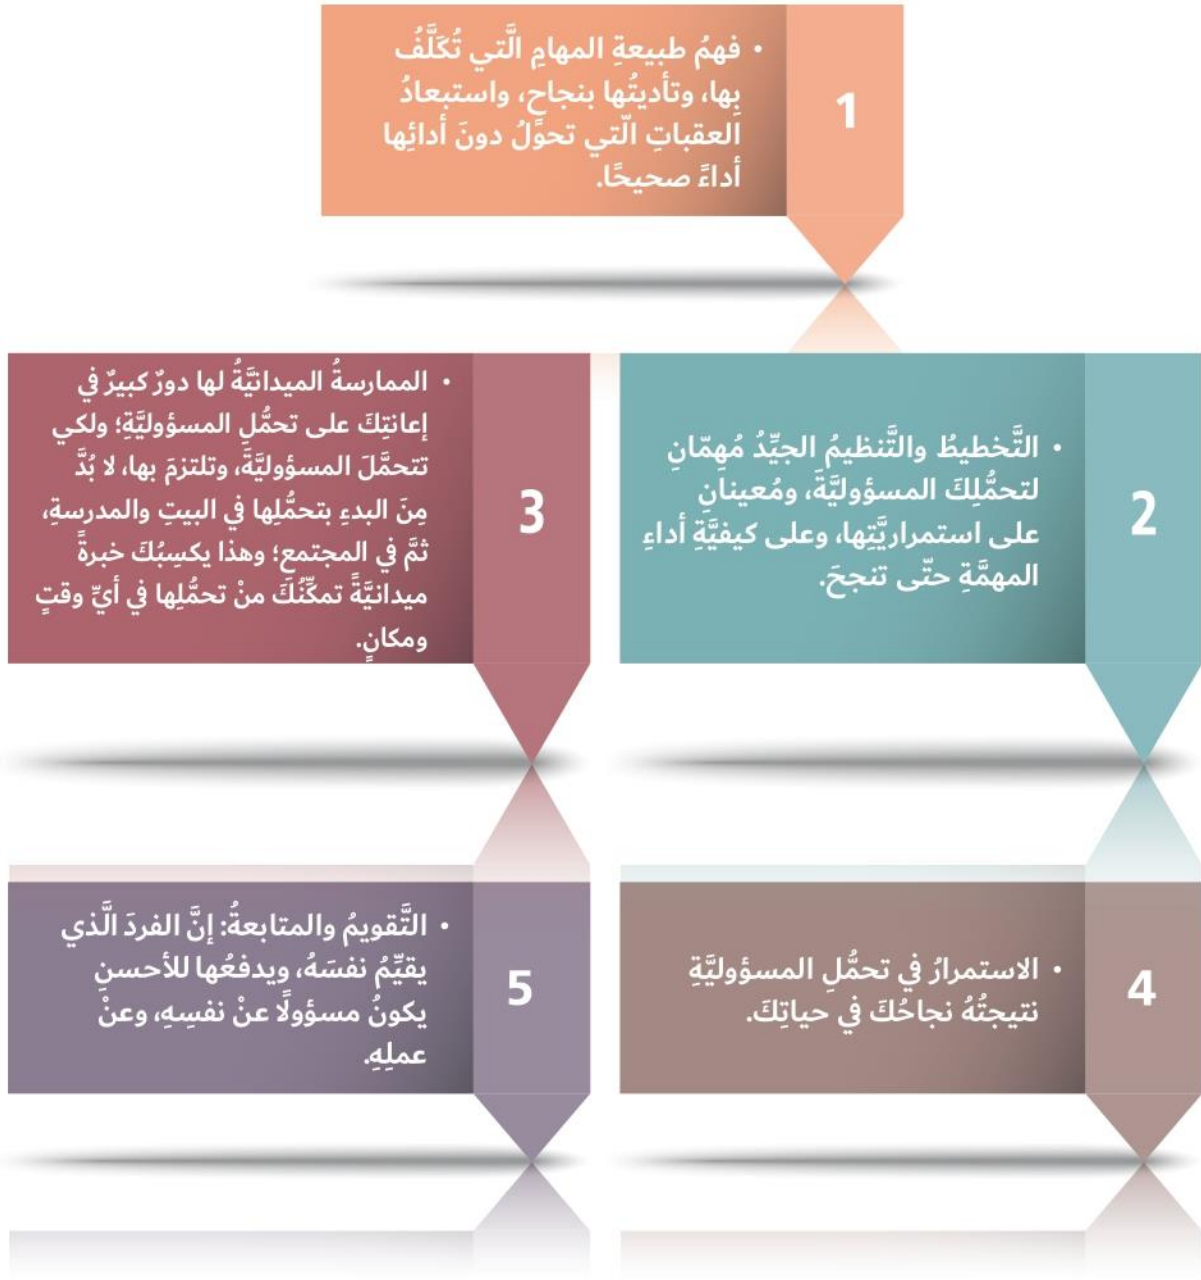 1
• فهمُ طبيعةِ المهامِ الَّتي تُكَلَّفُ
بِها، وتأديتُها بنجاحٍ، واستبعادُ
العقباتِ الّتي تحوّلُ دونَ أدائِها
أداءً صحيحًا.
2
• التَّخطيطُ والتَّنظيمُ الجيِّدُ مُهِمّانِ
لتحمُّلِكَ المسؤوليَّةَ، ومُعينانِ
على استمراريَّتِها، وعلى كيفيَّةِ أداءِ
المهمَّةِ حتّى تنجحَ.
3
• الممارسةُ الميدانيَّةُ لها دورٌ كبيرٌ في
إعانتِكَ على تحمُّلِ المسؤوليَّةِ؛ ولكي
تتحمَّلَ المسؤوليَّةَ، وتلتزمَ بها، لا بُدَّ
مِنَ البدءِ بتحمُّلِها في البيتِ والمدرسةِ،
ثمَّ في المجتمعِ؛ وهذا يكسِبُكَ خبرةً
ميدانيَّةً تمكِّنُكَ منْ تحمُّلِها في أيِّ وقتٍ
ومكانٍ.
4
• الاستمرارُ في تحمُّلِ المسؤوليَّةِ
نتيجتُهُ نجاحُكَ في حياتِكَ.
5
• التَّقويمُ والمتابعةُ: إنَّ الفردَ الَّذي
يقيِّمُ نفسَهُ، ويدفعُها للأحسنِ
يكونُ مسؤولًا عنْ نفسِهِ، وعنْ
عملِهِ.